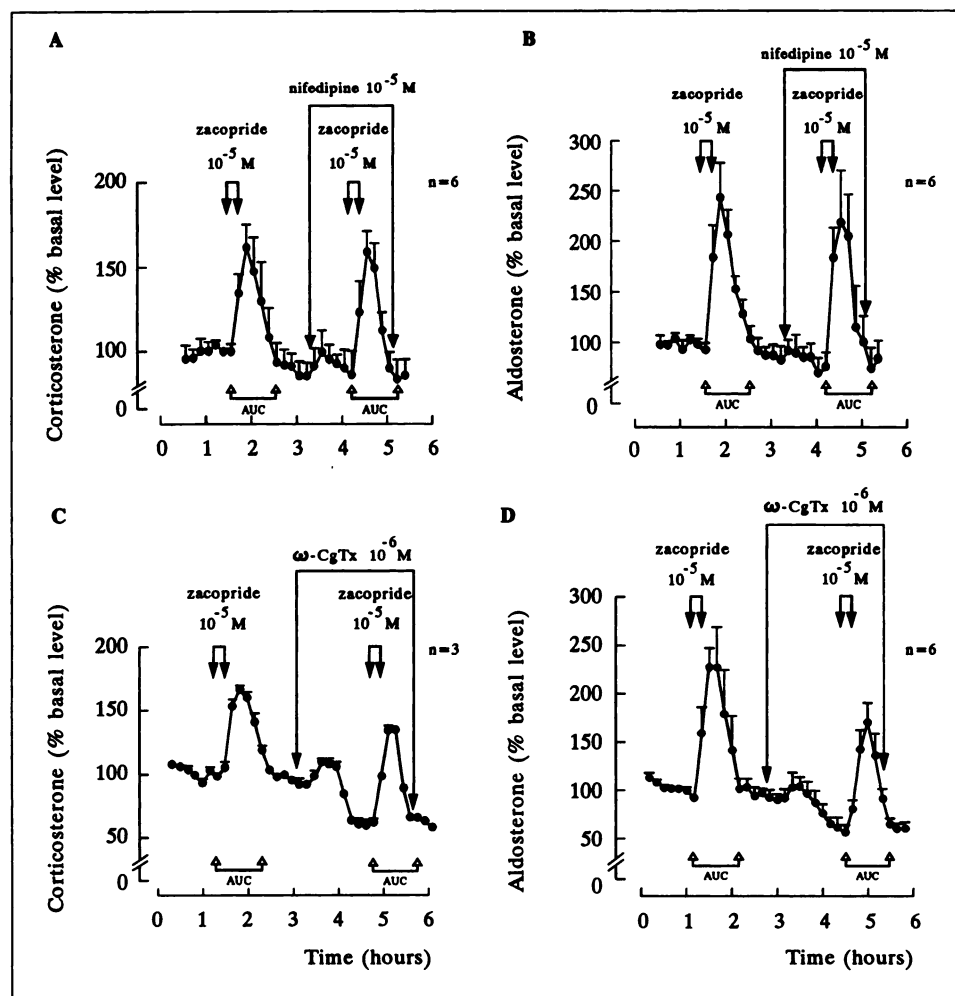 A
nifedipine 10⁻⁵ M
zacopride
10⁻⁵ M
zacopride
10⁻⁵ M
n=6
Corticosterone (% basal level)
200
150
100
0
AUC
AUC
0 1 2 3 4 5 6
B
nifedipine 10⁻⁵ M
zacopride
10⁻⁵ M
zacopride
10⁻⁵ M
n=6
Aldosterone (% basal level)
300
250
200
150
100
50
0
AUC
AUC
0 1 2 3 4 5 6
C
ω-CgTx 10⁻⁶ M
zacopride
10⁻⁵ M
zacopride
10⁻⁵ M
n=3
Corticosterone (% basal level)
200
150
100
50
0
AUC
AUC
0 1 2 3 4 5 6
Time (hours)
D
ω-CgTx 10⁻⁶ M
zacopride
10⁻⁵ M
zacopride
10⁻⁵ M
n=6
Aldosterone (% basal level)
300
250
200
150
100
50
0
AUC
AUC
0 1 2 3 4 5 6
Time (hours)